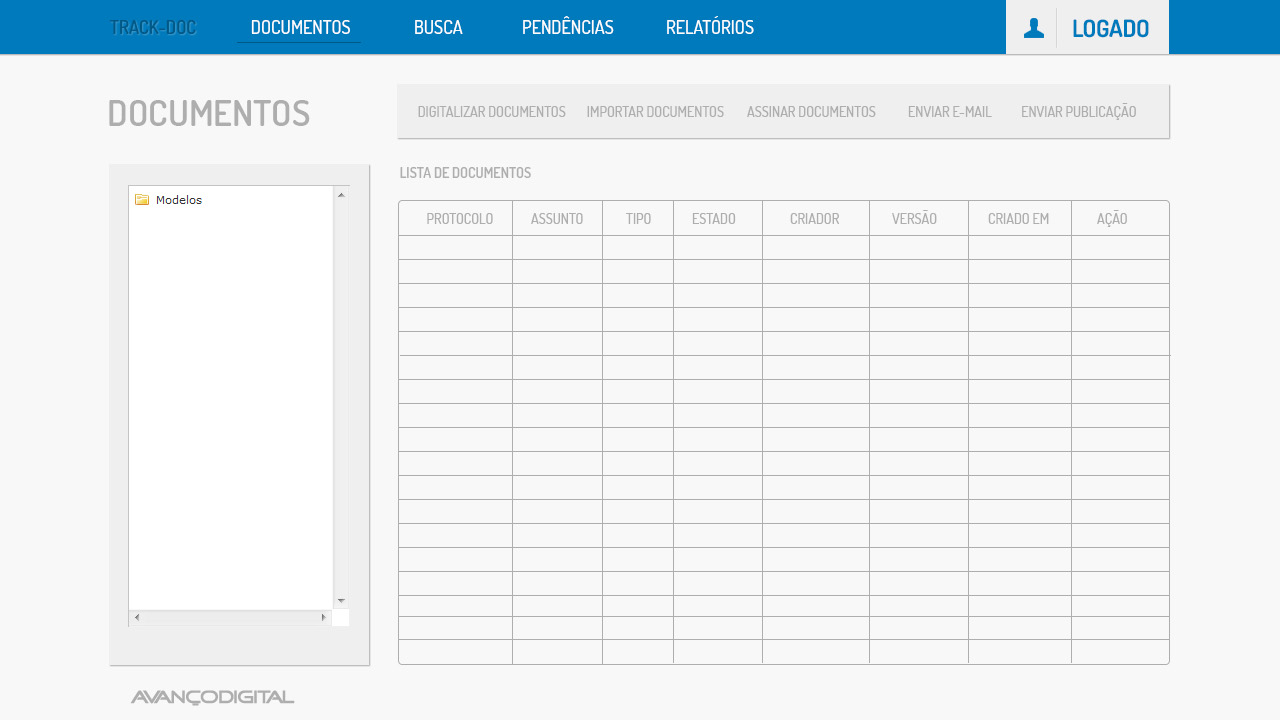 TRACK-DOC DOCUMENTOS BUSCA PENDÊNCIAS RELATÓRIOS LOGADO
DOCUMENTOS
DIGITALIZAR DOCUMENTOS IMPORTAR DOCUMENTOS ASSINAR DOCUMENTOS ENVIAR E-MAIL ENVIAR PUBLICAÇÃO
Modelos
LISTA DE DOCUMENTOS
PROTOCOLO ASSUNTO TIPO ESTADO CRIADOR VERSÃO CRIADO EM AÇÃO
AVANÇODIGITAL